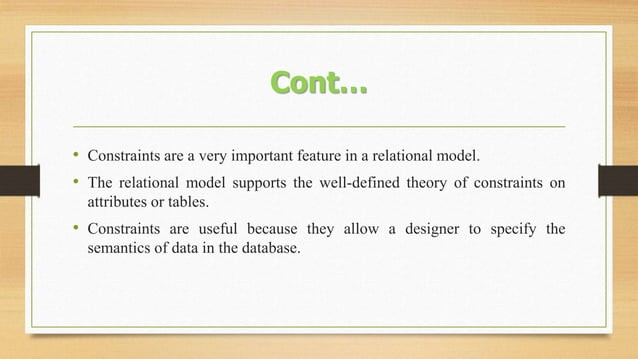 Cont...
• Constraints are a very important feature in a relational model.
• The relational model supports the well-defined theory of constraints on
attributes or tables.
• Constraints are useful because they allow a designer to specify the
semantics of data in the database.